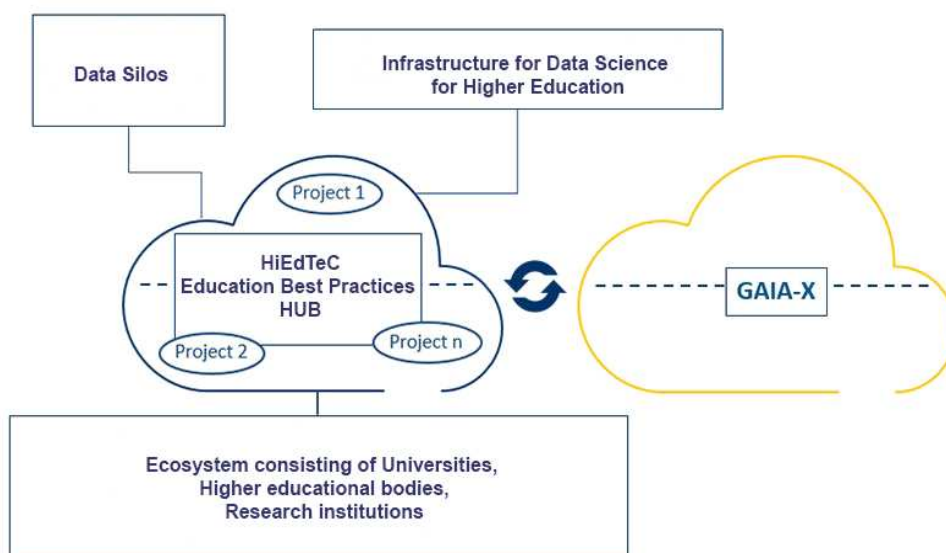 Data Silos
Infrastructure for Data Science
for Higher Education
Project 1
HiEdTeC
Education Best Practices
HUB
Project 2
Project n
GAIA-X
Ecosystem consisting of Universities,
Higher educational bodies,
Research institutions